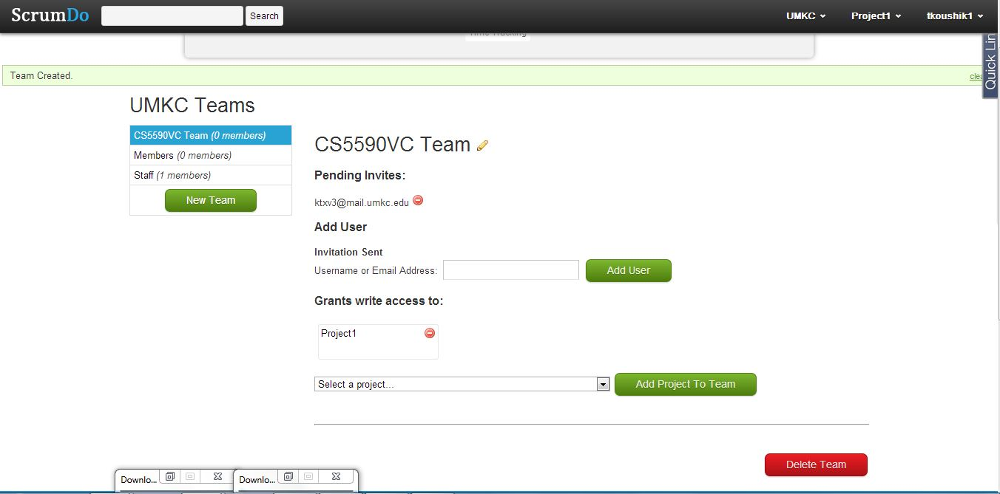 ScrumDo Search UMKC Project1 tkoushik1
Time Tracking
Quick Lin
Team Created. clea
UMKC Teams
CS5590VC Team (0 members)
Members (0 members)
Staff (1 members)
New Team
CS5590VC Team
Pending Invites:
ktxv3@mail.umkc.edu
Add User
Invitation Sent
Username or Email Address: Add User
Grants write access to:
Project1
Select a project... Add Project To Team
Delete Team
Downlo... Downlo...